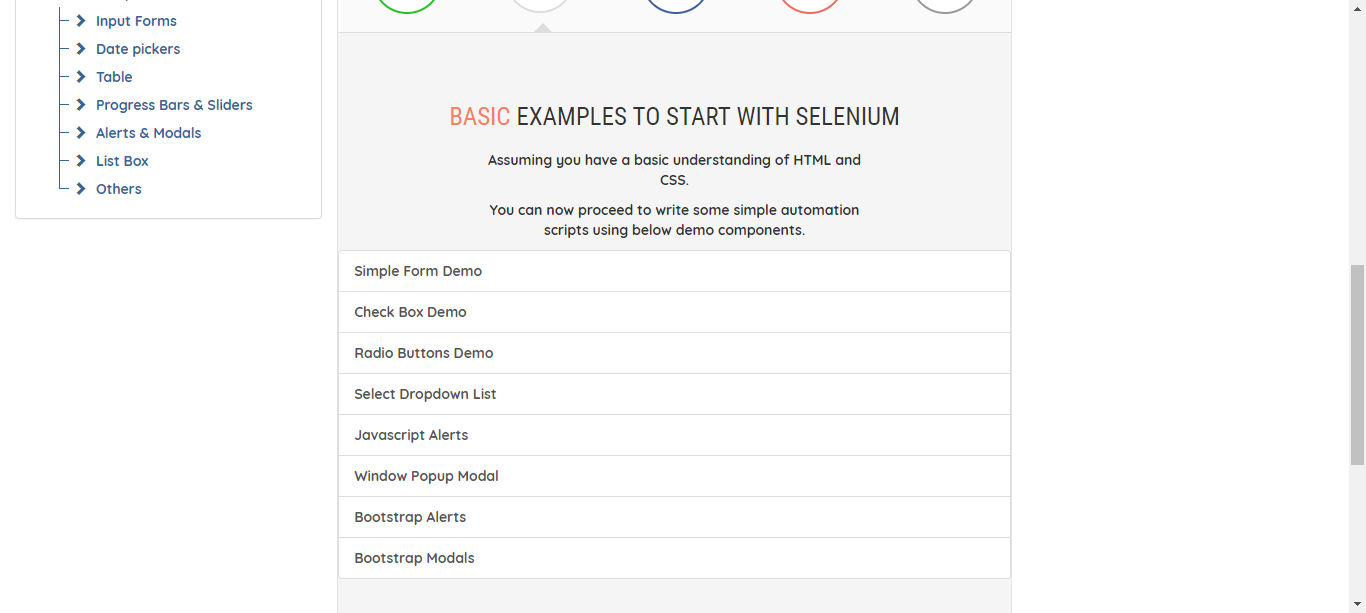 Input Forms
Date pickers
Table
Progress Bars & Sliders
Alerts & Modals
List Box
Others
BASIC EXAMPLES TO START WITH SELENIUM
Assuming you have a basic understanding of HTML and
CSS.
You can now proceed to write some simple automation
scripts using below demo components.
Simple Form Demo
Check Box Demo
Radio Buttons Demo
Select Dropdown List
Javascript Alerts
Window Popup Modal
Bootstrap Alerts
Bootstrap Modals